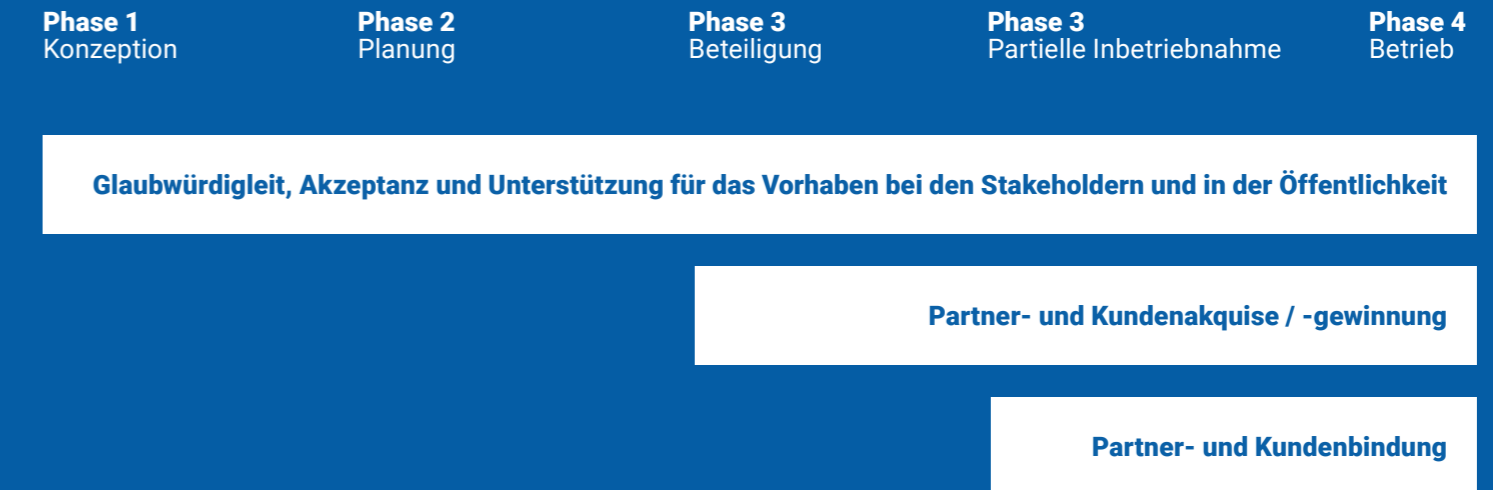 Phase 1
Konzeption
Phase 2
Planung
Phase 3
Beteiligung
Phase 3
Partielle Inbetriebnahme
Phase 4
Betrieb
Glaubwürdigleit, Akzeptanz und Unterstützung für das Vorhaben bei den Stakeholdern und in der Öffentlichkeit
Partner- und Kundenakquise / -gewinnung
Partner- und Kundenbindung